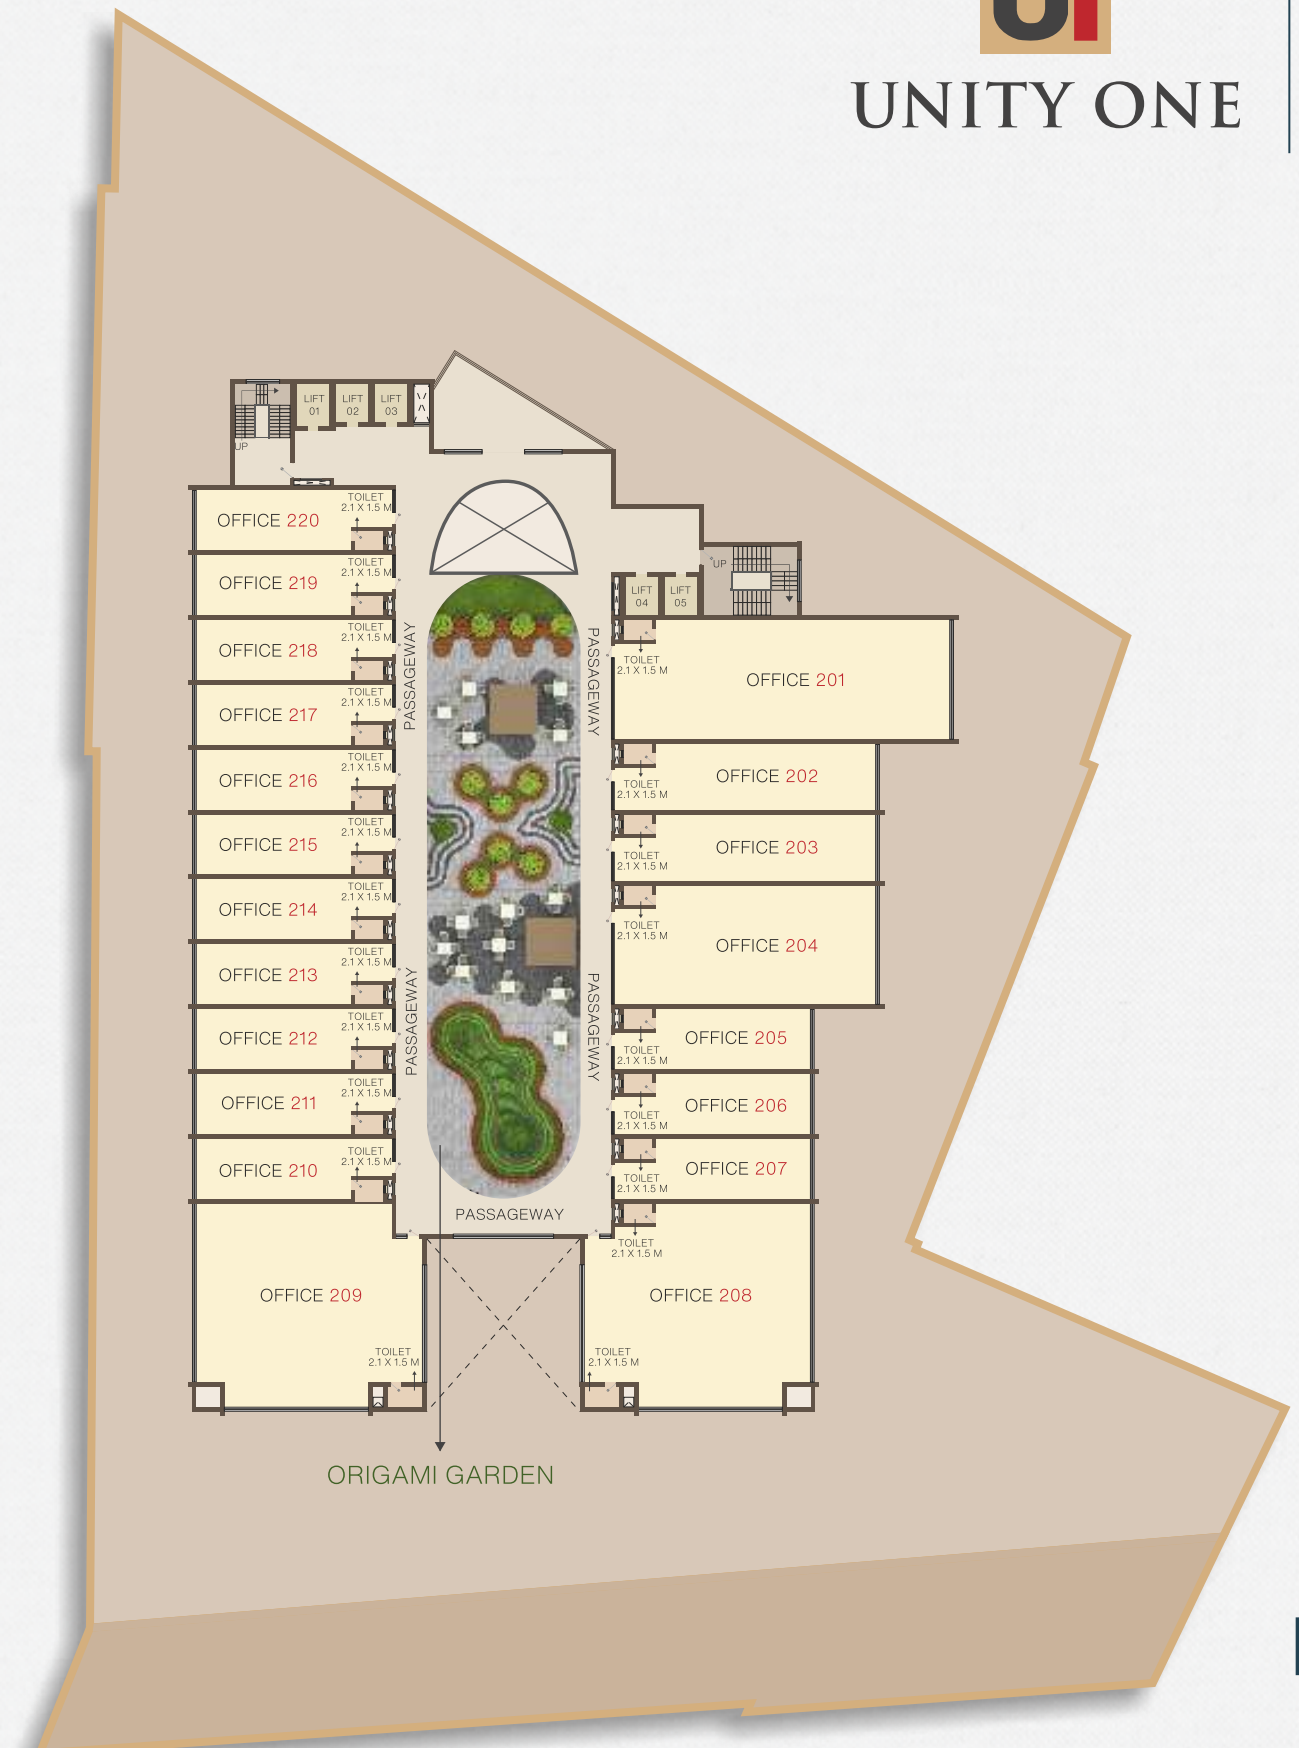 UNITY ONE
LIFT
01
LIFT
02
LIFT
03
UP
TOILET
2.1 X 1.5 M
OFFICE 220
TOILET
2.1 X 1.5 M
OFFICE 219
TOILET
2.1 X 1.5 M
OFFICE 218
TOILET
2.1 X 1.5 M
OFFICE 217
TOILET
2.1 X 1.5 M
OFFICE 216
TOILET
2.1 X 1.5 M
OFFICE 215
TOILET
2.1 X 1.5 M
OFFICE 214
TOILET
2.1 X 1.5 M
OFFICE 213
TOILET
2.1 X 1.5 M
OFFICE 212
TOILET
2.1 X 1.5 M
OFFICE 211
TOILET
2.1 X 1.5 M
OFFICE 210
OFFICE 209
TOILET
2.1 X 1.5 M
PASSAGEWAY
PASSAGEWAY
PASSAGEWAY
PASSAGEWAY
PASSAGEWAY
UP
LIFT
04
LIFT
05
TOILET
2.1 X 1.5 M
OFFICE 201
OFFICE 202
TOILET
2.1 X 1.5 M
OFFICE 203
TOILET
2.1 X 1.5 M
TOILET
2.1 X 1.5 M
OFFICE 204
OFFICE 205
TOILET
2.1 X 1.5 M
OFFICE 206
TOILET
2.1 X 1.5 M
OFFICE 207
TOILET
2.1 X 1.5 M
TOILET
2.1 X 1.5 M
OFFICE 208
TOILET
2.1 X 1.5 M
ORIGAMI GARDEN